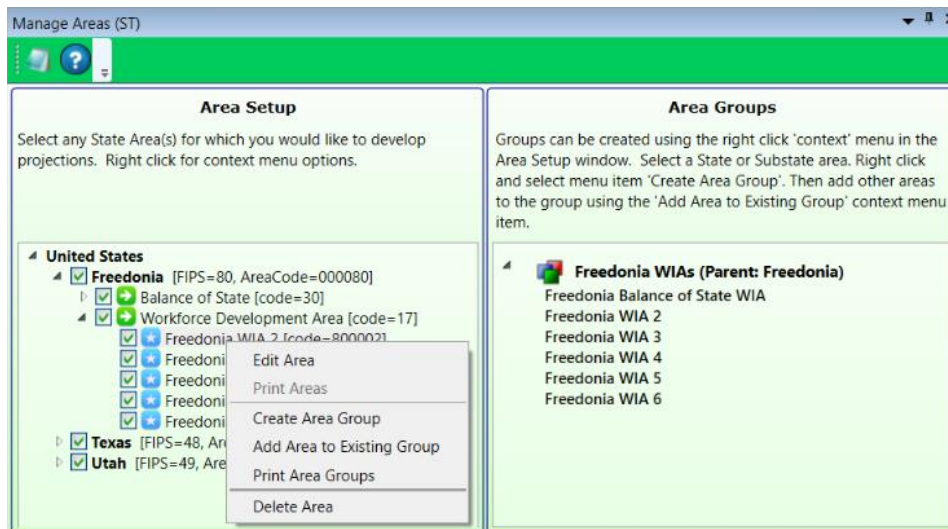 Manage Areas (ST)
Area Setup
Select any State Area(s) for which you would like to develop
projections. Right click for context menu options.
United States
Freedonia [FIPS=80, AreaCode=000080]
Balance of State [code=30]
Workforce Development Area [code=17]
Freedonia WIA 2 [code=800002]
Freedoni
Freedoni
Freedoni
Freedoni
Texas [FIPS=48, Are
Utah [FIPS=49, Are
Edit Area
Print Areas
Create Area Group
Add Area to Existing Group
Print Area Groups
Delete Area
Area Groups
Groups can be created using the right click 'context' menu in the
Area Setup window. Select a State or Substate area. Right click
and select menu item 'Create Area Group'. Then add other areas
to the group using the 'Add Area to Existing Group' context menu
item.
Freedonia WIAs (Parent: Freedonia)
Freedonia Balance of State WIA
Freedonia WIA 2
Freedonia WIA 3
Freedonia WIA 4
Freedonia WIA 5
Freedonia WIA 6